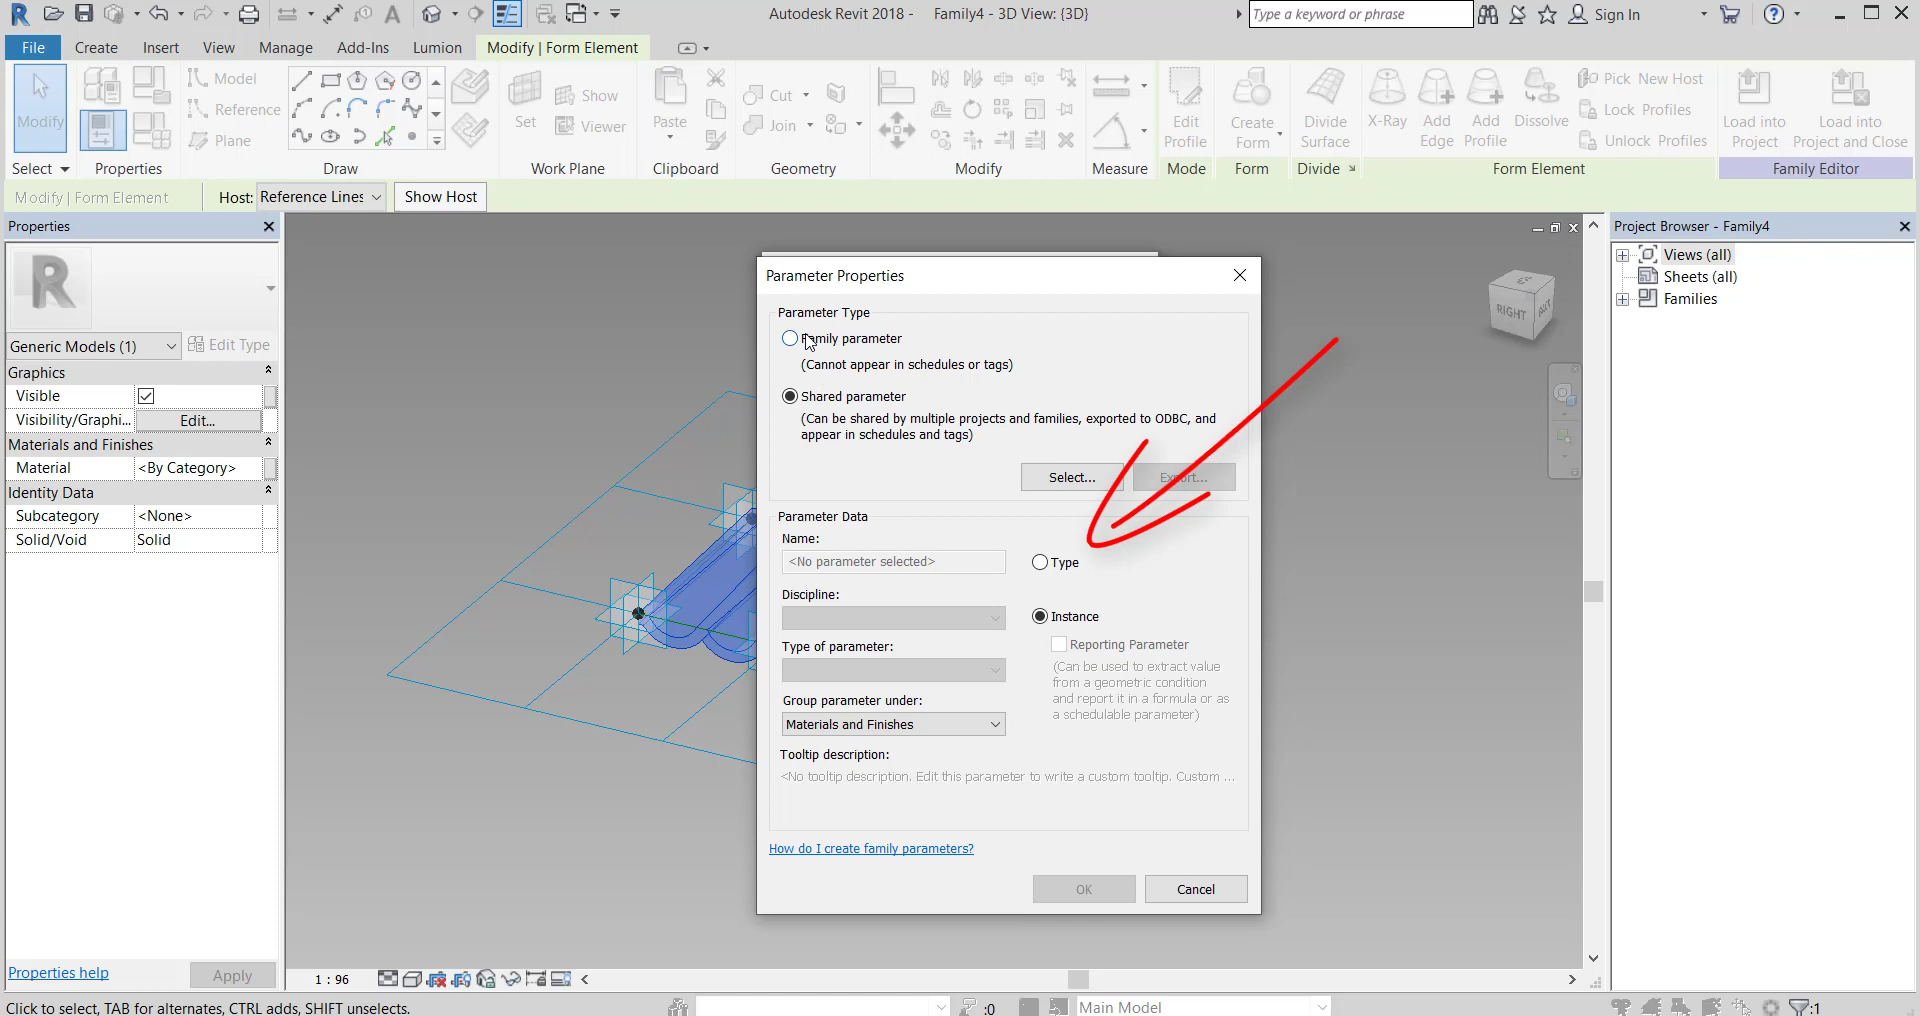 Autodesk Revit 2018 - Family4 - 3D View: {3D}
Type a keyword or phrase
Sign In
File Create Insert View Manage Add-Ins Lumion Modify | Form Element
Modify
Model
Reference
Plane
Set
Show
Viewer
Paste
Cut
Join
Edit
Profile
Create
Form
Divide
Surface
X-Ray
Add
Edge
Add
Profile
Dissolve
Pick New Host
Lock Profiles
Unlock Profiles
Load into
Project
Load into
Project and Close
Select Properties Draw Work Plane Clipboard Geometry Modify Measure Mode Form Divide Form Element Family Editor
Modify | Form Element Host: Reference Lines Show Host
Properties
R
Generic Models (1) Edit Type
Graphics
Visible
Visibility/Graphi... Edit...
Materials and Finishes
Material <By Category>
Identity Data
Subcategory <None>
Solid/Void Solid
Properties help Apply
Parameter Properties
Parameter Type
Family parameter
(Cannot appear in schedules or tags)
Shared parameter
(Can be shared by multiple projects and families, exported to ODBC, and
appear in schedules and tags)
Select... Export...
Parameter Data
Name:
<No parameter selected>
Type
Discipline:
Instance
Type of parameter:
Reporting Parameter
(Can be used to extract value
from a geometric condition
and report it in a formula or as
a schedulable parameter)
Group parameter under:
Materials and Finishes
Tooltip description:
<No tooltip description. Edit this parameter to write a custom tooltip. Custom ...
How do I create family parameters?
OK Cancel
RIGHT
Project Browser - Family4
Views (all)
Sheets (all)
Families
1 : 96
Click to select, TAB for alternates, CTRL adds, SHIFT unselects.
:0
Main Model
:1